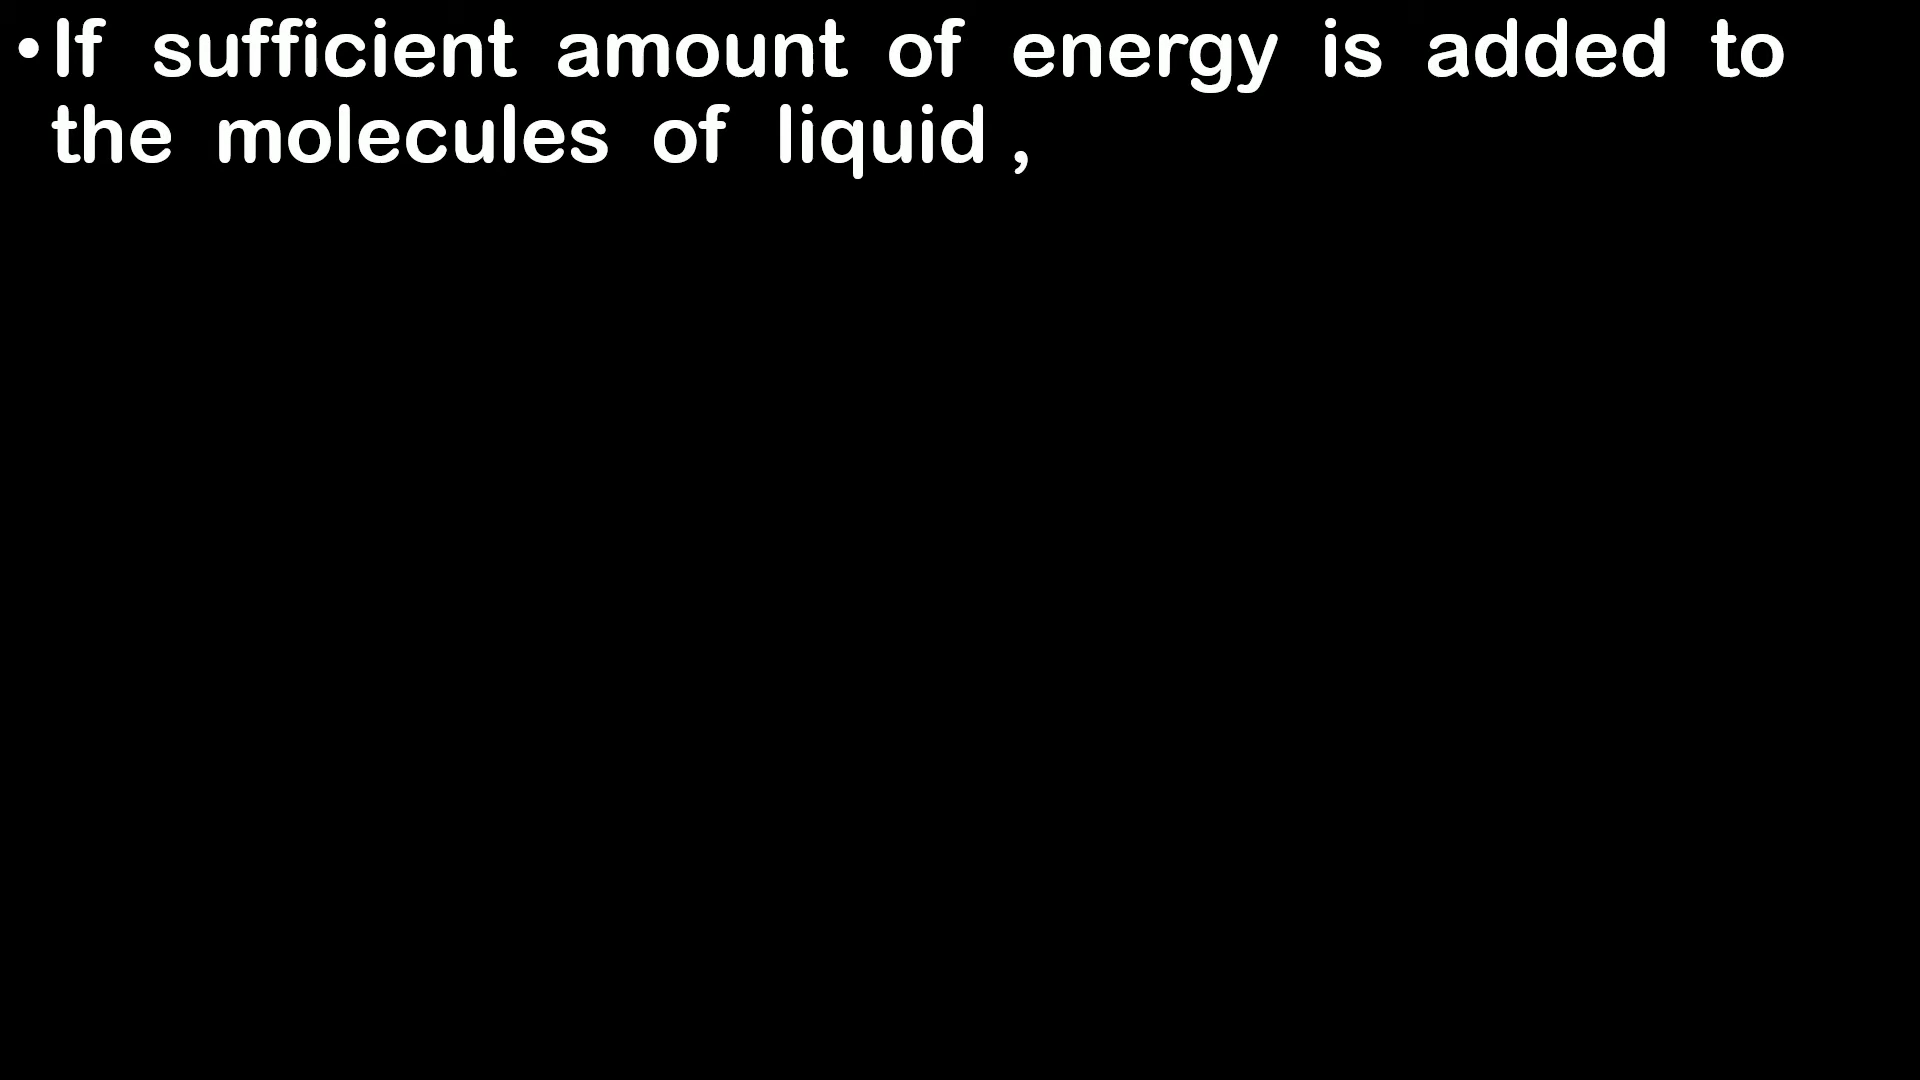 •If sufficient amount of energy is added to
the molecules of liquid ,